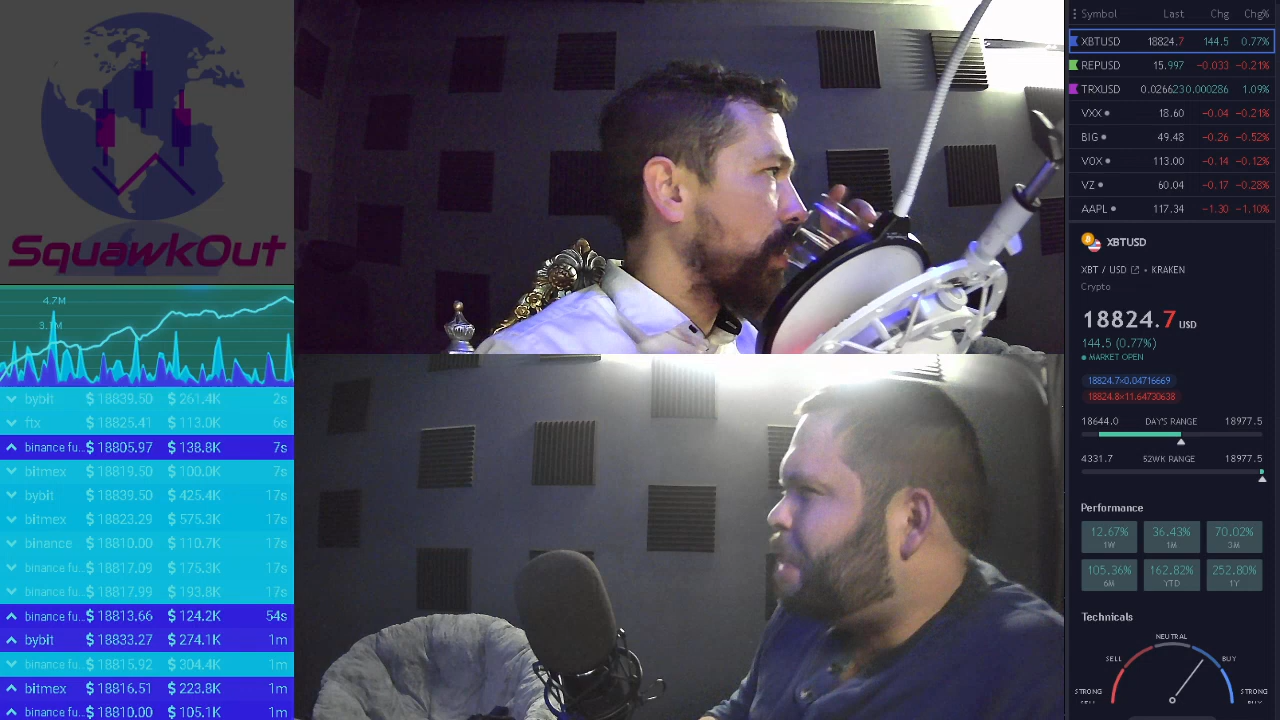 SquawkOut
4.7M
3.1M
bybit $ 18839.50 $ 261.4K 2s
ftx $ 18825.41 $ 113.0K 6s
binance fu... $ 18805.97 $ 138.8K 7s
bitmex $ 18819.50 $ 100.0K 7s
bybit $ 18839.50 $ 425.4K 17s
bitmex $ 18823.29 $ 575.3K 17s
binance $ 18810.00 $ 110.7K 17s
binance fu... $ 18817.09 $ 175.3K 17s
binance fu... $ 18817.99 $ 193.8K 17s
binance fu... $ 18813.66 $ 124.2K 54s
bybit $ 18833.27 $ 274.1K 1m
binance fu... $ 18815.92 $ 304.4K 1m
bitmex $ 18816.51 $ 223.8K 1m
binance fu... $ 18810.00 $ 105.1K 1m
Symbol Last Chg Chg%
XBTUSD 18824.7 144.5 0.77%
REPUSD 15.997 −0.033 −0.21%
TRXUSD 0.0266230.000286 1.09%
VXX 18.60 −0.04 −0.21%
BIG 49.48 −0.26 −0.52%
VOX 113.00 −0.14 −0.12%
VZ 60.04 −0.17 −0.28%
AAPL 117.34 −1.30 −1.10%
XBTUSD
XBT / USD • KRAKEN
Crypto
18824.7 USD
144.5 (0.77%)
MARKET OPEN
18824.7×0.04716669
18824.8×11.64730638
18644.0 DAY'S RANGE 18977.5
4331.7 52WK RANGE 18977.5
Performance
12.67% 36.43% 70.02%
1W 1M 3M
105.36% 162.82% 252.80%
6M YTD 1Y
Technicals
NEUTRAL
SELL BUY
STRONG STRONG
SELL BUY